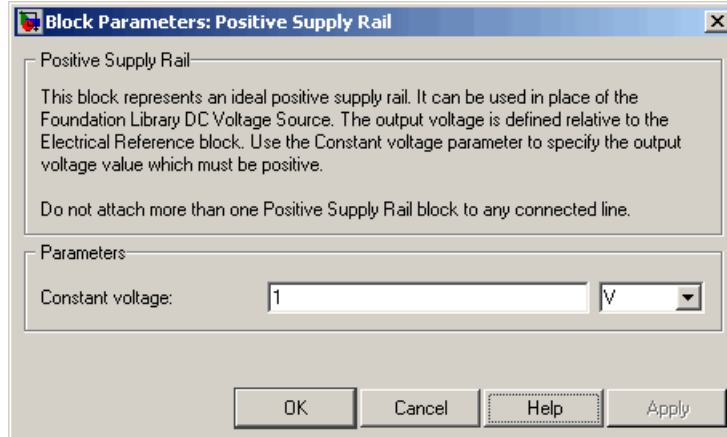 Block Parameters: Positive Supply Rail
Positive Supply Rail
This block represents an ideal positive supply rail. It can be used in place of the
Foundation Library DC Voltage Source. The output voltage is defined relative to the
Electrical Reference block. Use the Constant voltage parameter to specify the output
voltage value which must be positive.
Do not attach more than one Positive Supply Rail block to any connected line.
Parameters
Constant voltage: 1 V
OK Cancel Help Apply